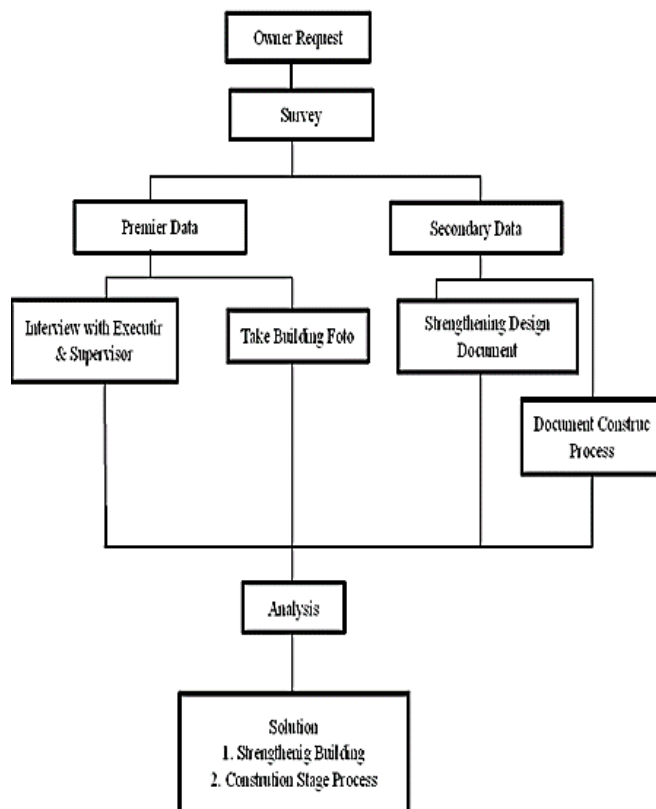 Owner Request
Survey
Premier Data
Secondary Data
Interview with Executir
& Supervisor
Take Building Foto
Strengthening Design
Document
Document Construc
Process
Analysis
Solution
1. Strengthenig Building
2. Constrution Stage Process